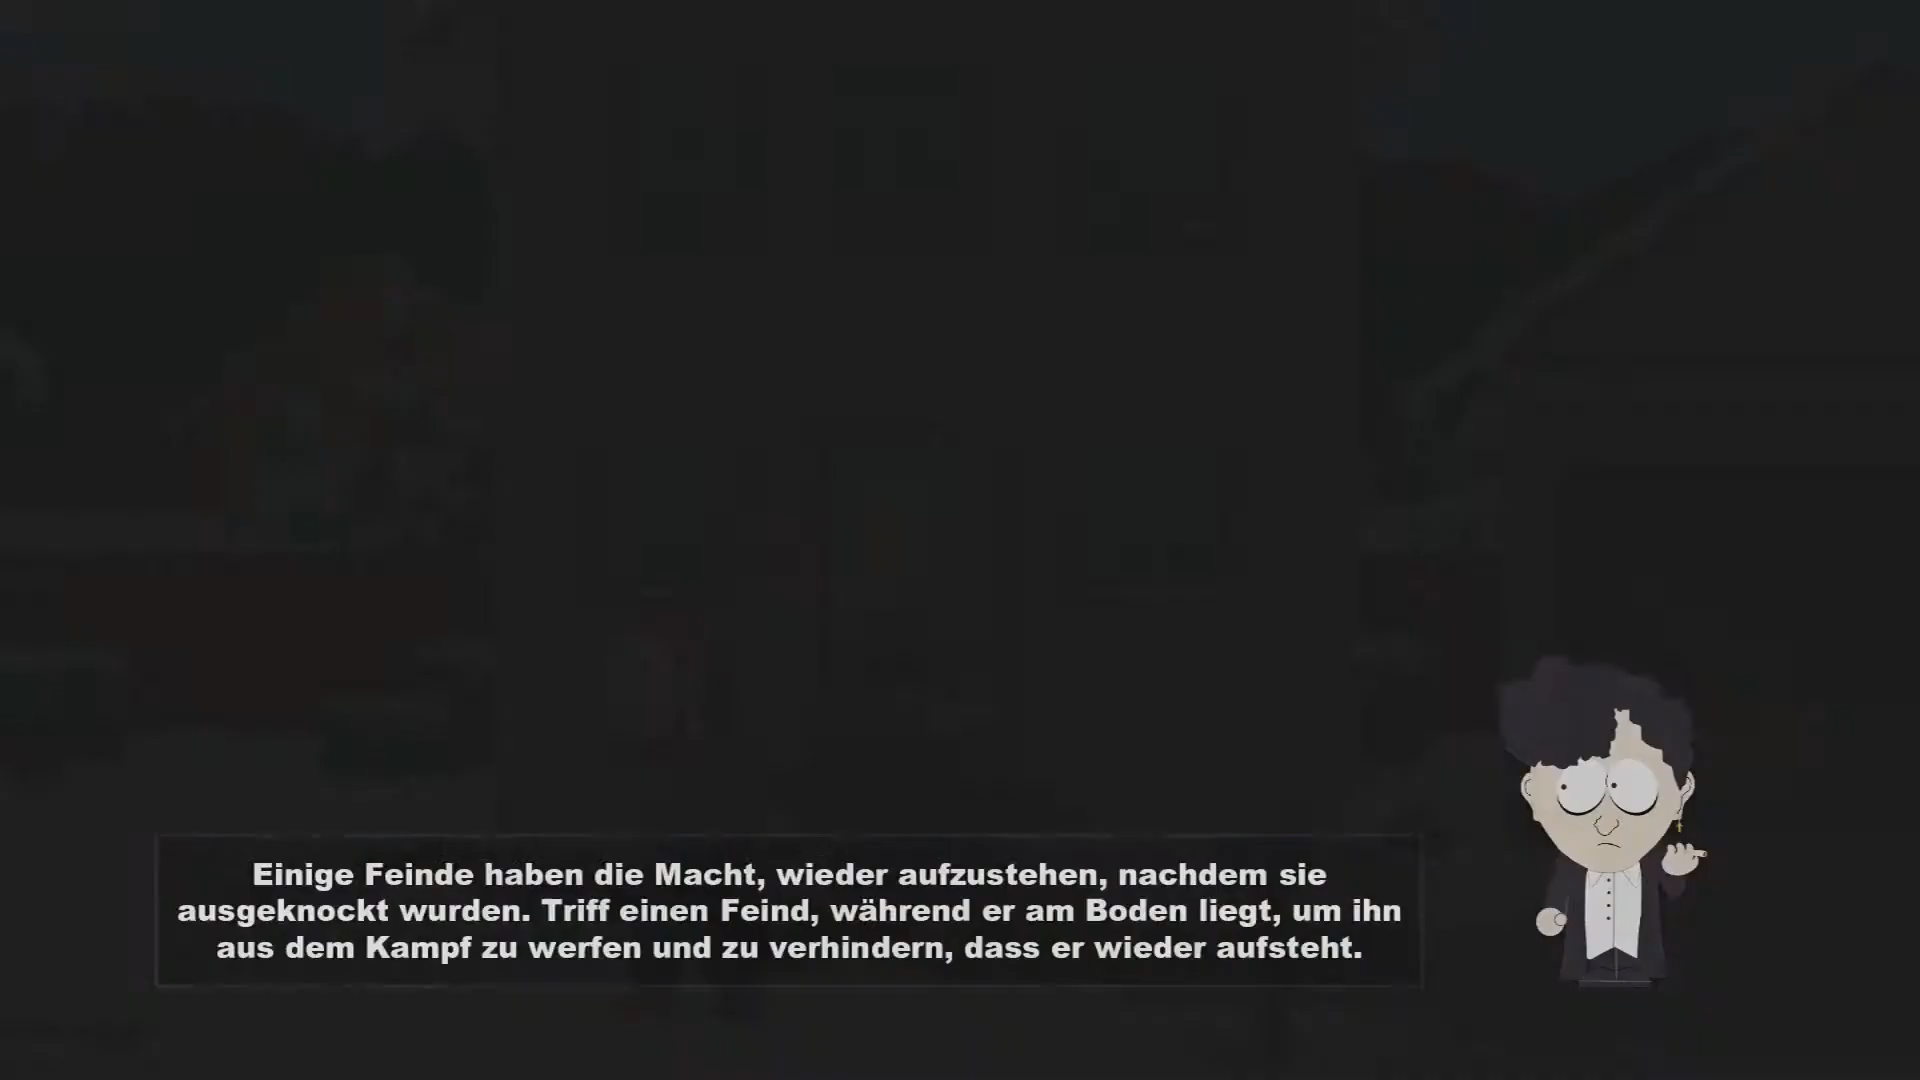 Einige Feinde haben die Macht, wieder aufzustehen, nachdem sie
ausgeknockt wurden. Triff einen Feind, während er am Boden liegt, um ihn
aus dem Kampf zu werfen und zu verhindern, dass er wieder aufsteht.